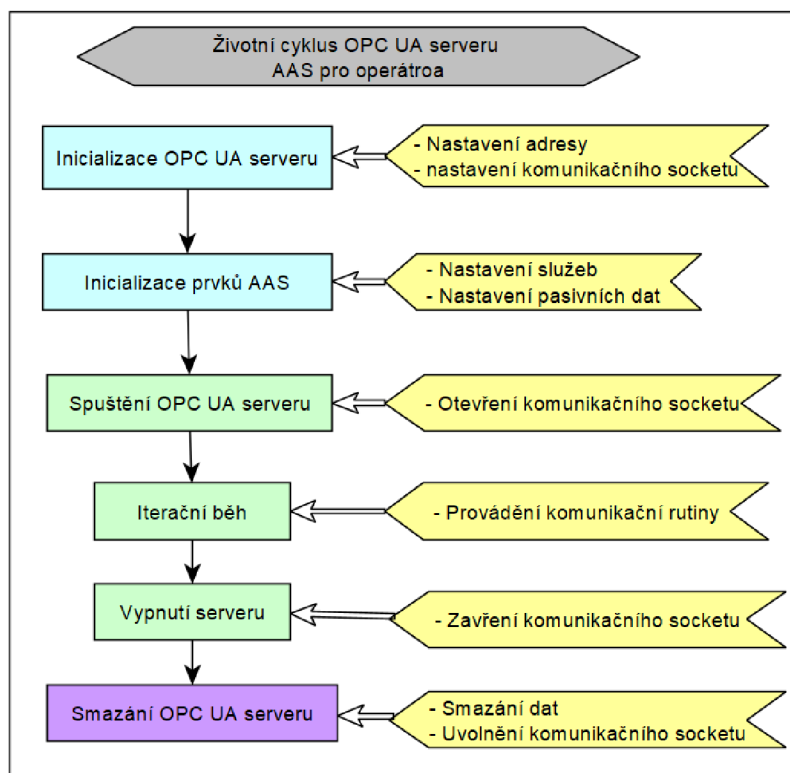 Životní cyklus OPC UA serveru
AAS pro operátroa
Inicializace OPC UA serveru
- Nastavení adresy
- nastavení komunikačního socketu
Inicializace prvků AAS
- Nastavení služeb
- Nastavení pasivních dat
Spuštění OPC UA serveru
- Otevření komunikačního socketu
Iterační běh
- Provádění komunikační rutiny
Vypnutí serveru
- Zavření komunikačního socketu
Smazání OPC UA serveru
- Smazání dat
- Uvolnění komunikačního socketu